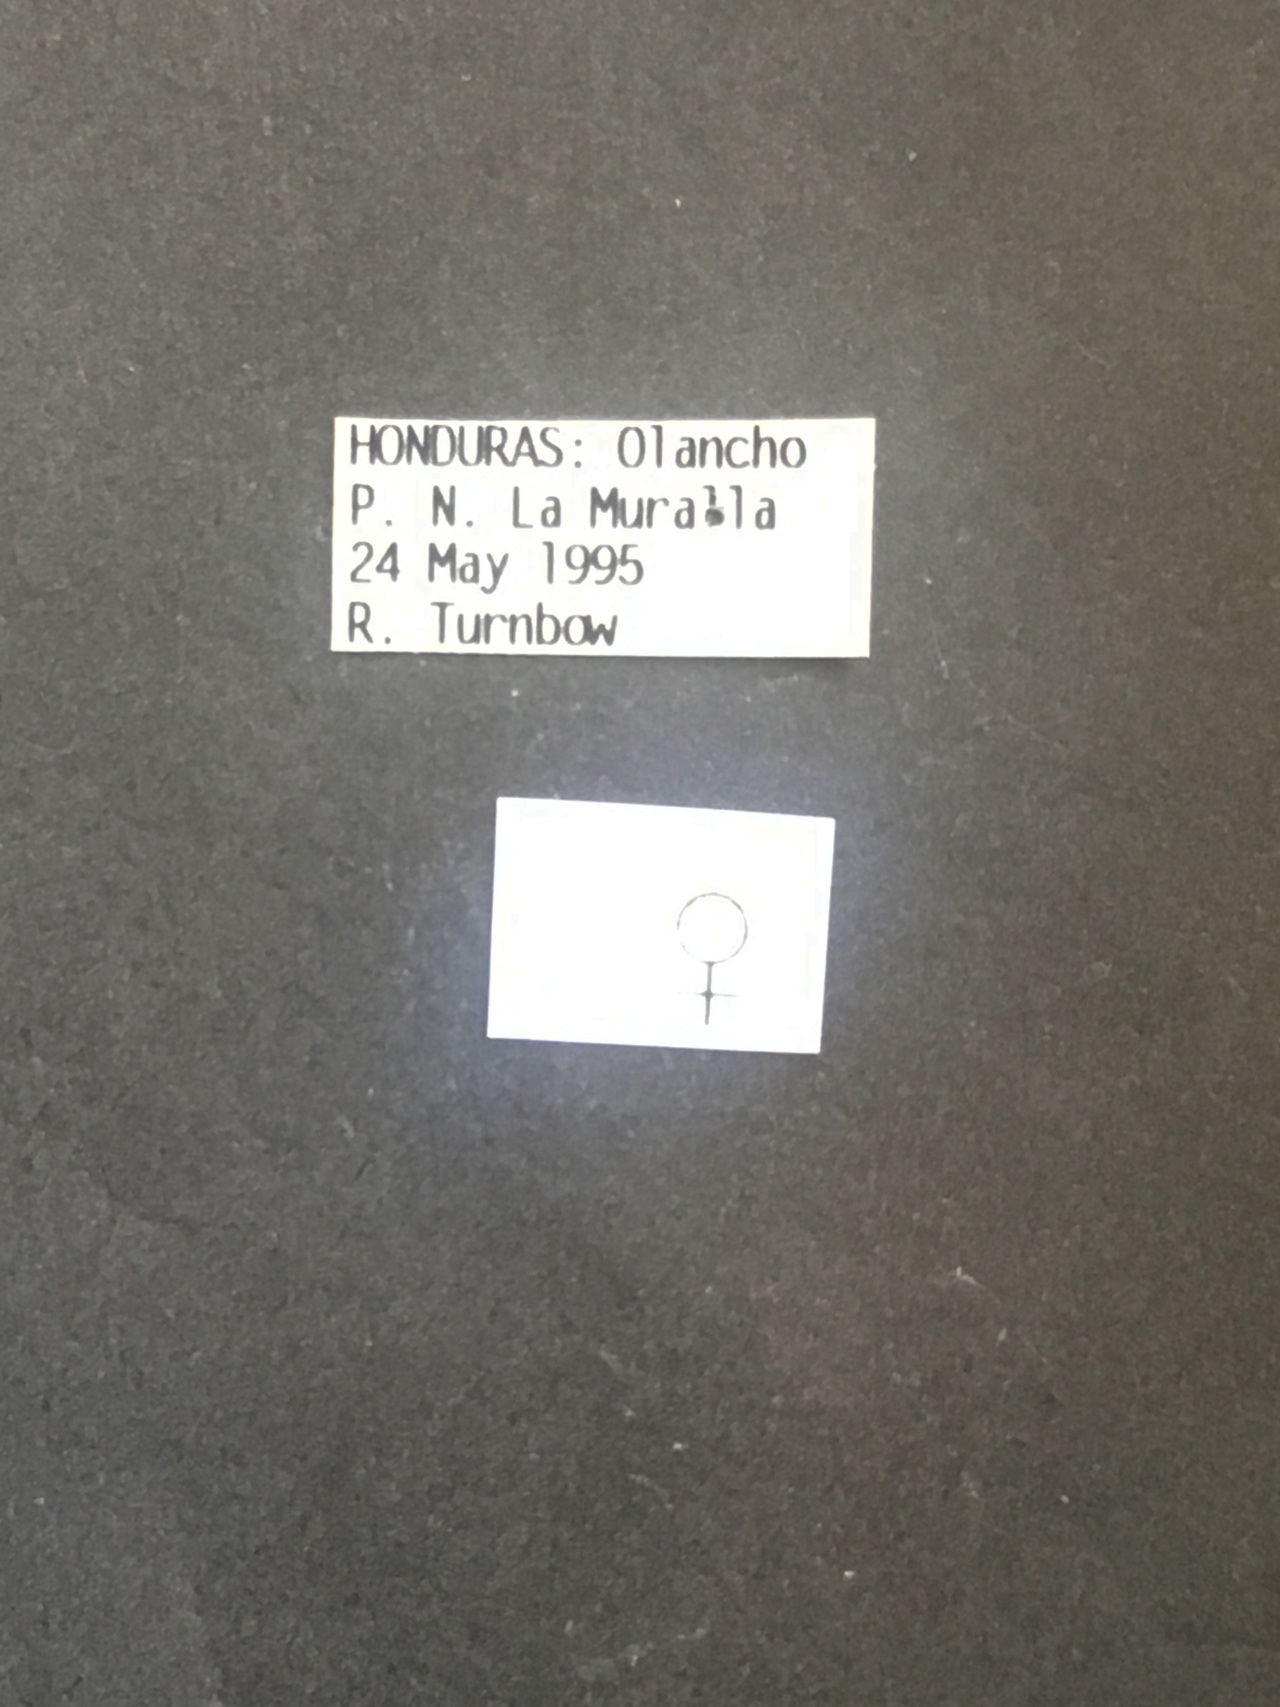 HONDURAS: Olancho
P. N. La Muralla
24 May 1995
R. Turnbow
♀